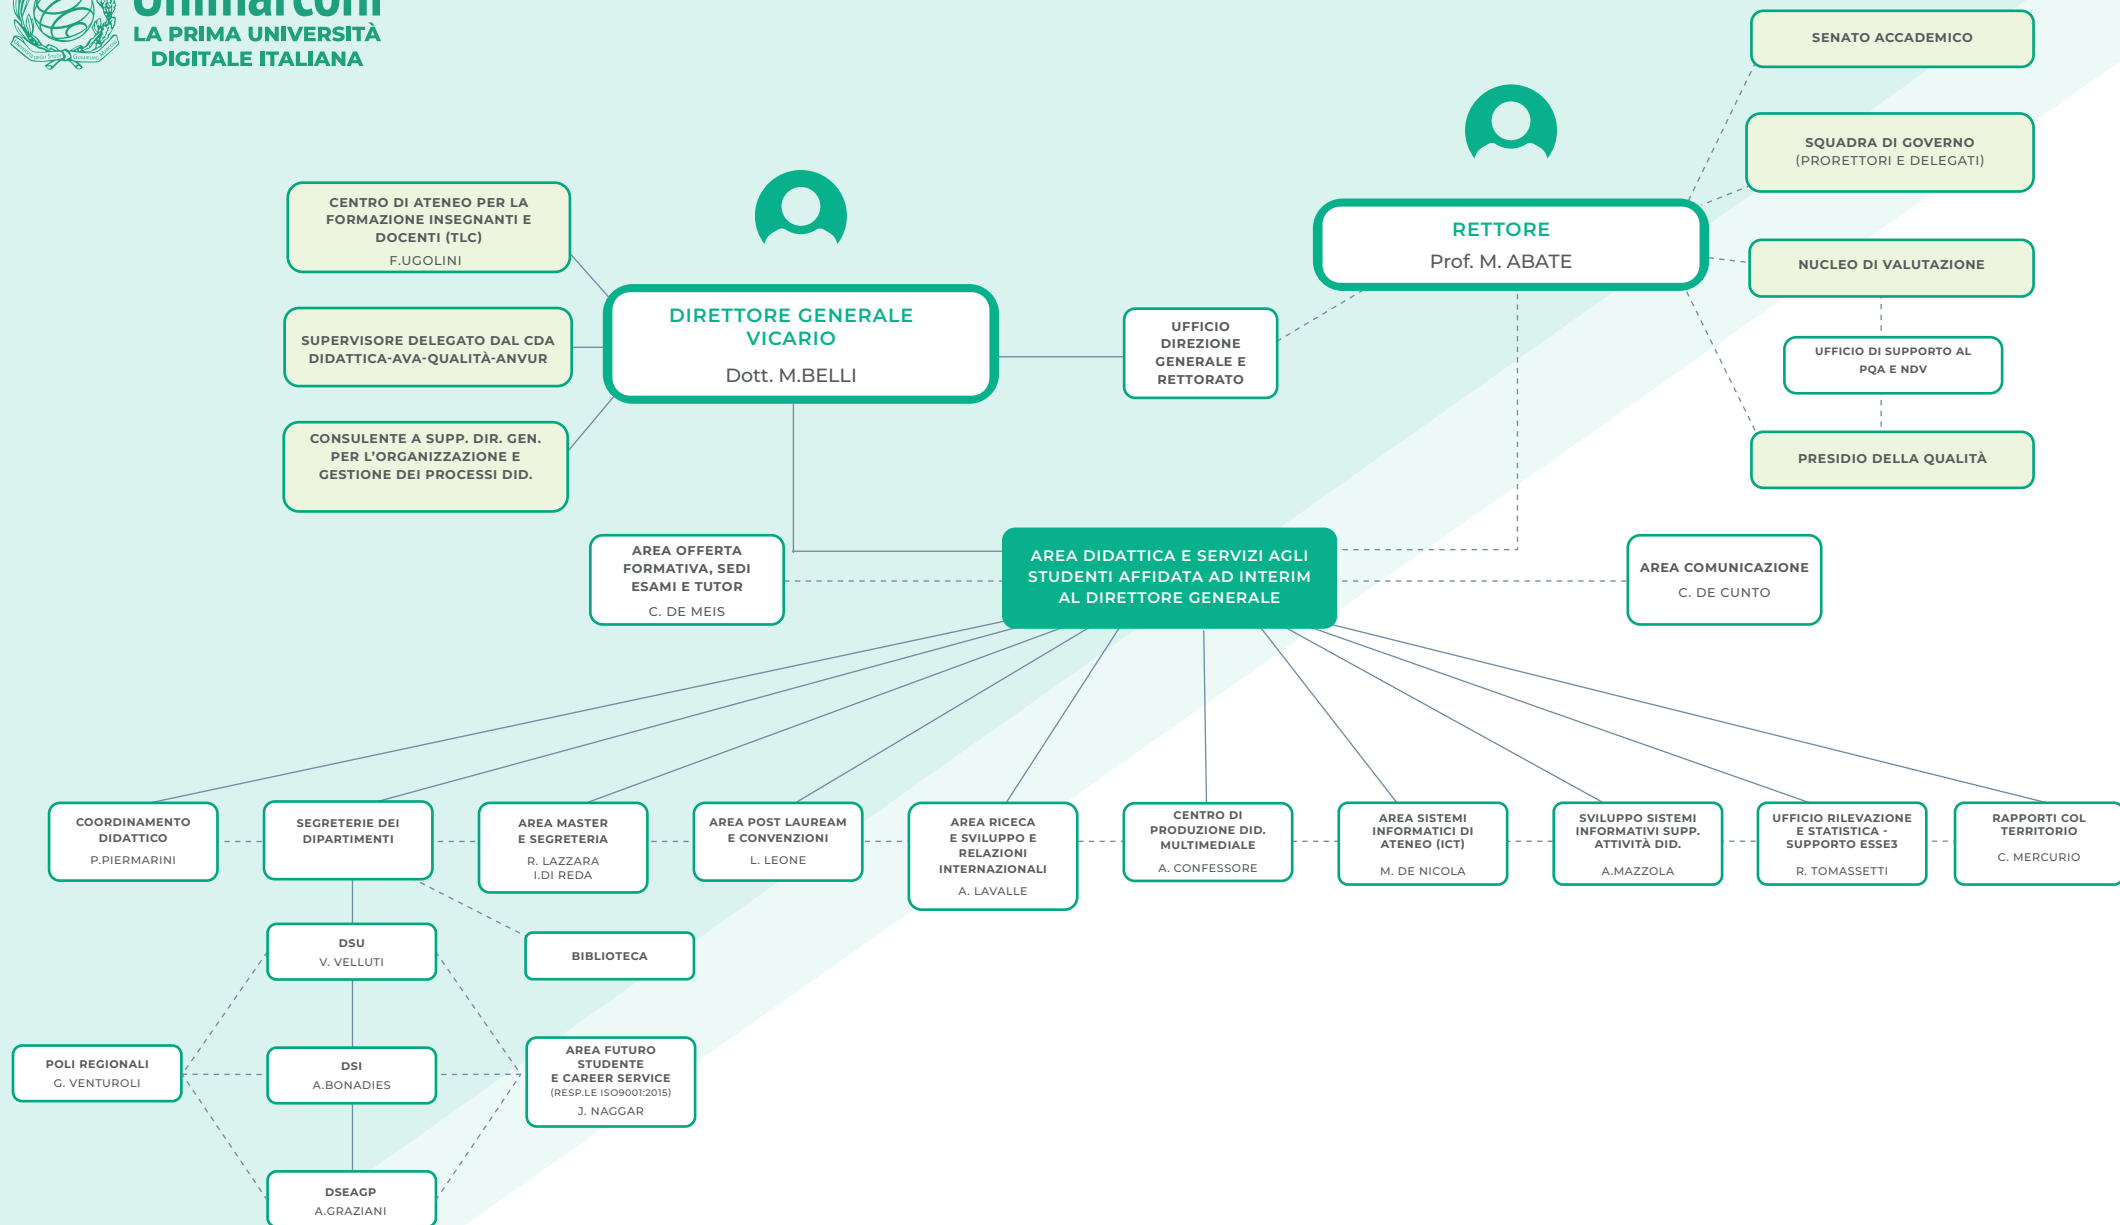 Unimarconi
LA PRIMA UNIVERSITÀ
DIGITALE ITALIANA
SENATO ACCADEMICO
SQUADRA DI GOVERNO
(PRORETTORI E DELEGATI)
CENTRO DI ATENEO PER LA
FORMAZIONE INSEGNANTI E
DOCENTI (TLC)
F.UGOLINI
RETTORE
Prof. M. ABATE
NUCLEO DI VALUTAZIONE
DIRETTORE GENERALE
VICARIO
Dott. M.BELLI
SUPERVISORE DELEGATO DAL CDA
DIDATTICA-AVA-QUALITÀ-ANVUR
UFFICIO
DIREZIONE
GENERALE E
RETTORATO
UFFICIO DI SUPPORTO AL
PQA E NDV
CONSULENTE A SUPP. DIR. GEN.
PER L'ORGANIZZAZIONE E
GESTIONE DEI PROCESSI DID.
PRESIDIO DELLA QUALITÀ
AREA OFFERTA
FORMATIVA, SEDI
ESAMI E TUTOR
C. DE MEIS
AREA DIDATTICA E SERVIZI AGLI
STUDENTI AFFIDATA AD INTERIM
AL DIRETTORE GENERALE
AREA COMUNICAZIONE
C. DE CUNTO
COORDINAMENTO
DIDATTICO
P.PIERMARINI
SEGRETERIE DEI
DIPARTIMENTI
AREA MASTER
E SEGRETERIA
R. LAZZARA
I.DI REDA
AREA POST LAUREAM
E CONVENZIONI
L. LEONE
AREA RICECA
E SVILUPPO E
RELAZIONI
INTERNAZIONALI
A. LAVALLE
CENTRO DI
PRODUZIONE DID.
MULTIMEDIALE
A. CONFESSORE
AREA SISTEMI
INFORMATICI DI
ATENEO (ICT)
M. DE NICOLA
SVILUPPO SISTEMI
INFORMATIVI SUPP.
ATTIVITÀ DID.
A.MAZZOLA
UFFICIO RILEVAZIONE
E STATISTICA -
SUPPORTO ESSE3
R. TOMASSETTI
RAPPORTI COL
TERRITORIO
C. MERCURIO
DSU
V. VELLUTI
BIBLIOTECA
POLI REGIONALI
G. VENTUROLI
DSI
A.BONADIES
AREA FUTURO
STUDENTE
E CAREER SERVICE
(RESP.LE ISO9001:2015)
J. NAGGAR
DSEAGP
A.GRAZIANI